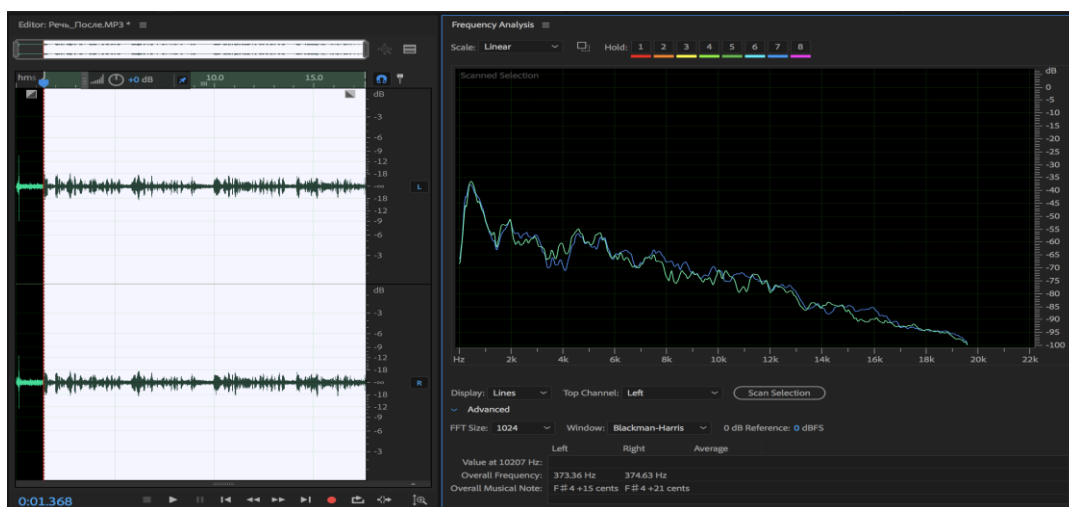 Editor: Речь_После.MP3 *
+0 dB
hms 10.0 15.0
dB
-3
-6
-9
-12
-18
-∞
-18
-12
-9
-6
-3
L
dB
-3
-6
-9
-12
-18
-∞
-18
-12
-9
-6
-3
R
0:01.368
Frequency Analysis
Scale: Linear Hold: 1 2 3 4 5 6 7 8
Scanned Selection
dB
0
-5
-10
-15
-20
-25
-30
-35
-40
-45
-50
-55
-60
-65
-70
-75
-80
-85
-90
-95
-100
Hz 2k 4k 6k 8k 10k 12k 14k 16k 18k 20k 22k
Display: Lines Top Channel: Left Scan Selection
Advanced
FFT Size: 1024 Window: Blackman-Harris 0 dB Reference: 0 dBFS
Left Right Average
Value at 10207 Hz:
Overall Frequency: 373.36 Hz 374.63 Hz
Overall Musical Note: F#4 +15 cents F#4 +21 cents